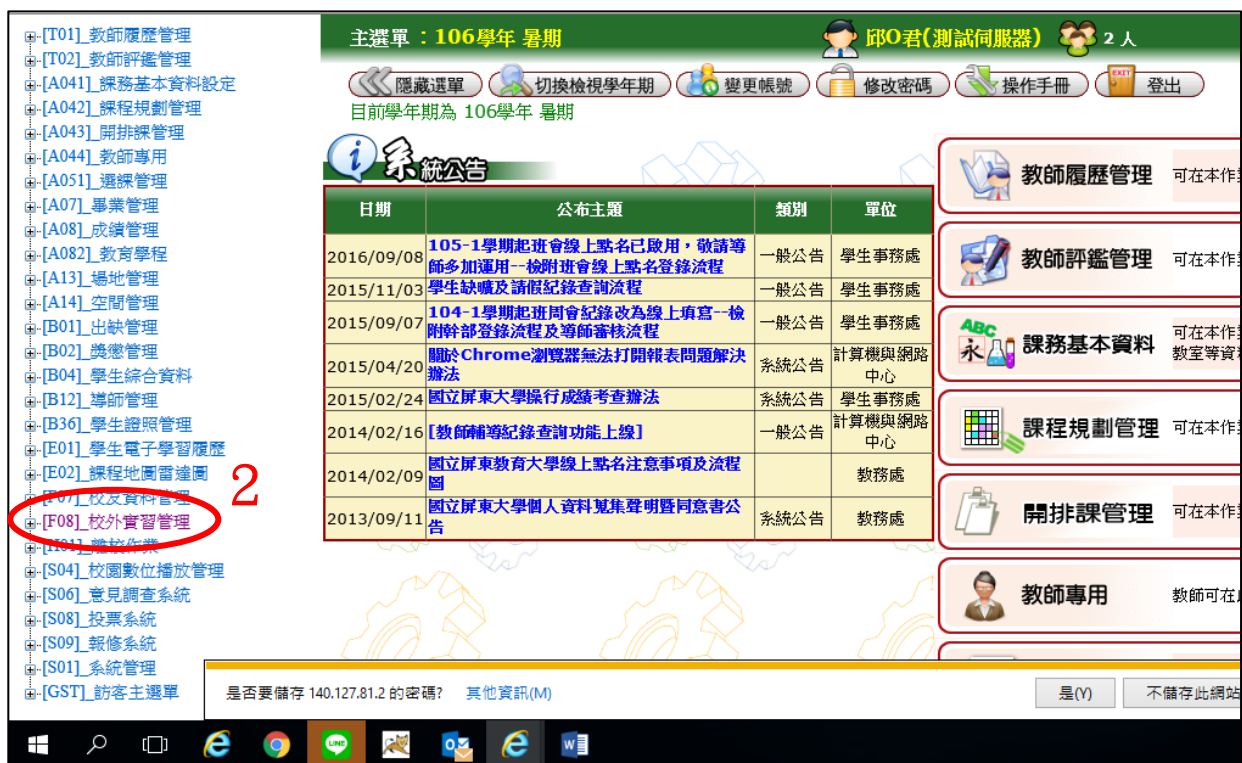 [T01]_教師履歷管理
[T02]_教師評鑑管理
[A041]_課務基本資料設定
[A042]_課程規劃管理
[A043]_開排課管理
[A044]_教師專用
[A051]_選課管理
[A07]_畢業管理
[A08]_成績管理
[A082]_教育學程
[A13]_場地管理
[A14]_空間管理
[B01]_出缺管理
[B02]_獎懲管理
[B04]_學生綜合資料
[B12]_導師管理
[B36]_學生證照管理
[E01]_學生電子學習履歷
[E02]_課程地圖雷達圖
[F07]_校友資料管理
2
[F08]_校外實習管理
[H01]_離校作業
[S04]_校園數位播放管理
[S06]_意見調查系統
[S08]_投票系統
[S09]_報修系統
[S01]_系統管理
[GST]_訪客主選單
主選單：106學年 暑期 邱O君(測試伺服器) 2 人
隱藏選單 切換檢視學年期 變更帳號 修改密碼 操作手冊 EXIT 登出
目前學年期為 106學年 暑期
i 系統公告
日期 公布主題 類別 單位
2016/09/08 105-1學期起班會線上點名已啟用，敬請導
師多加運用--檢附班會線上點名登錄流程 一般公告 學生事務處
2015/11/03 學生缺曠及請假紀錄查詢流程 一般公告 學生事務處
2015/09/07 104-1學期起班周會紀錄改為線上填寫--檢
附幹部登錄流程及導師審核流程 一般公告 學生事務處
2015/04/20 關於Chrome瀏覽器無法打開報表問題解決
辦法 系統公告 計算機與網路
中心
2015/02/24 國立屏東大學操行成績考查辦法 系統公告 學生事務處
2014/02/16 [教師輔導紀錄查詢功能上線] 一般公告 計算機與網路
中心
2014/02/09 國立屏東教育大學線上點名注意事項及流程
圖 教務處
2013/09/11 國立屏東大學個人資料蒐集聲明暨同意書公
告 系統公告 教務處
教師履歷管理 可在本作
教師評鑑管理 可在本作
ABC
永 課務基本資料 可在本作
教室等資
課程規劃管理 可在本作
開排課管理 可在本作
教師專用 教師可在
是否要儲存 140.127.81.2 的密碼? 其他資訊(M) 是(Y) 不儲存此網站
LINE